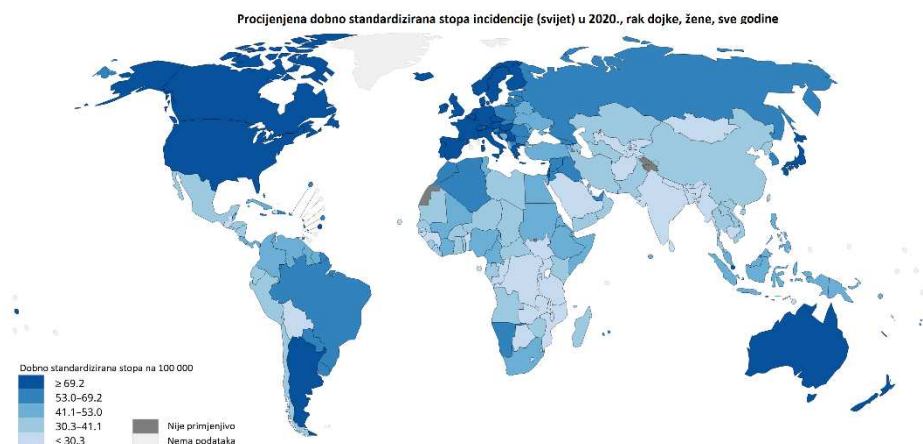 Procijenjena dobno standardizirana stopa incidencije (svijet) u 2020., rak dojke, žene, sve godine
Dobno standardizirana stopa na 100 000
≥ 69.2
53.0–69.2
41.1–53.0
30.3–41.1
< 30.3
Nije primjenjivo
Nema podataka